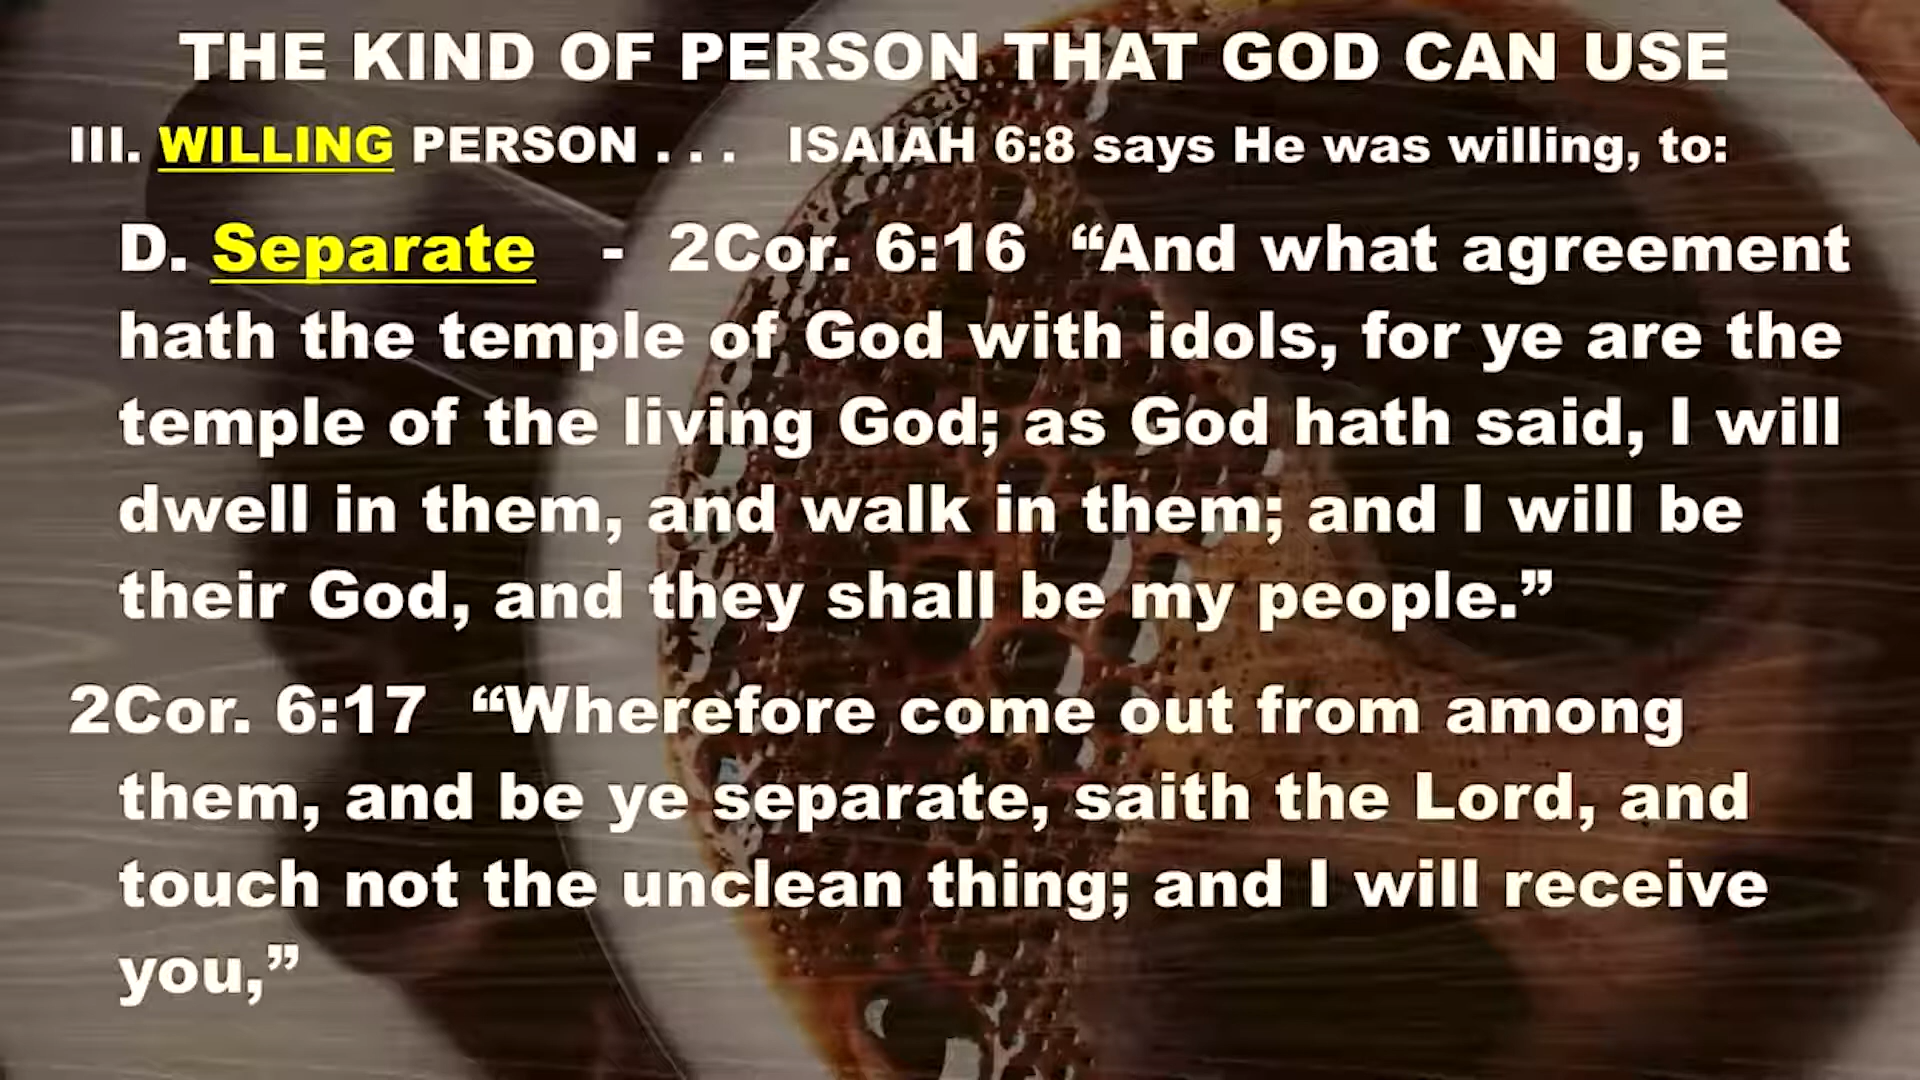 THE KIND OF PERSON THAT GOD CAN USE
III. WILLING PERSON . . . ISAIAH 6:8 says He was willing, to:
D. Separate - 2Cor. 6:16 “And what agreement
hath the temple of God with idols, for ye are the
temple of the living God; as God hath said, I will
dwell in them, and walk in them; and I will be
their God, and they shall be my people.”
2Cor. 6:17 “Wherefore come out from among
them, and be ye separate, saith the Lord, and
touch not the unclean thing; and I will receive
you,”